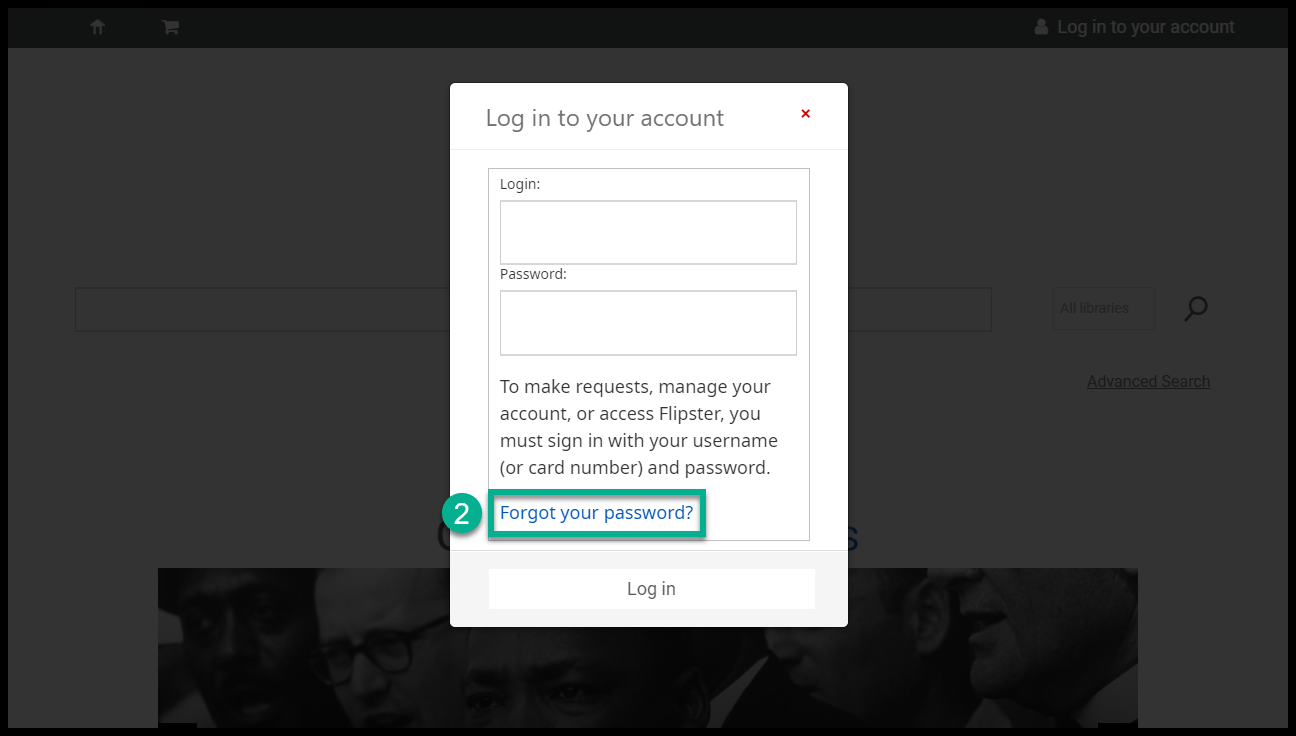 Log in to your account
Log in to your account
×
Login:
Password:
All libraries
Advanced Search
To make requests, manage your
account, or access Flipster, you
must sign in with your username
(or card number) and password.
2
Forgot your password?
Log in